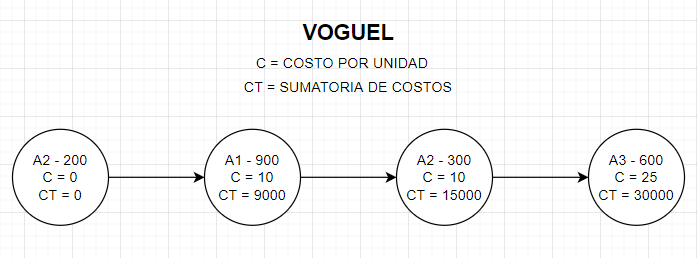 VOGUEL
C = COSTO POR UNIDAD
CT = SUMATORIA DE COSTOS
A2 - 200
C = 0
CT = 0
A1 - 900
C = 10
CT = 9000
A2 - 300
C = 10
CT = 15000
A3 - 600
C = 25
CT = 30000